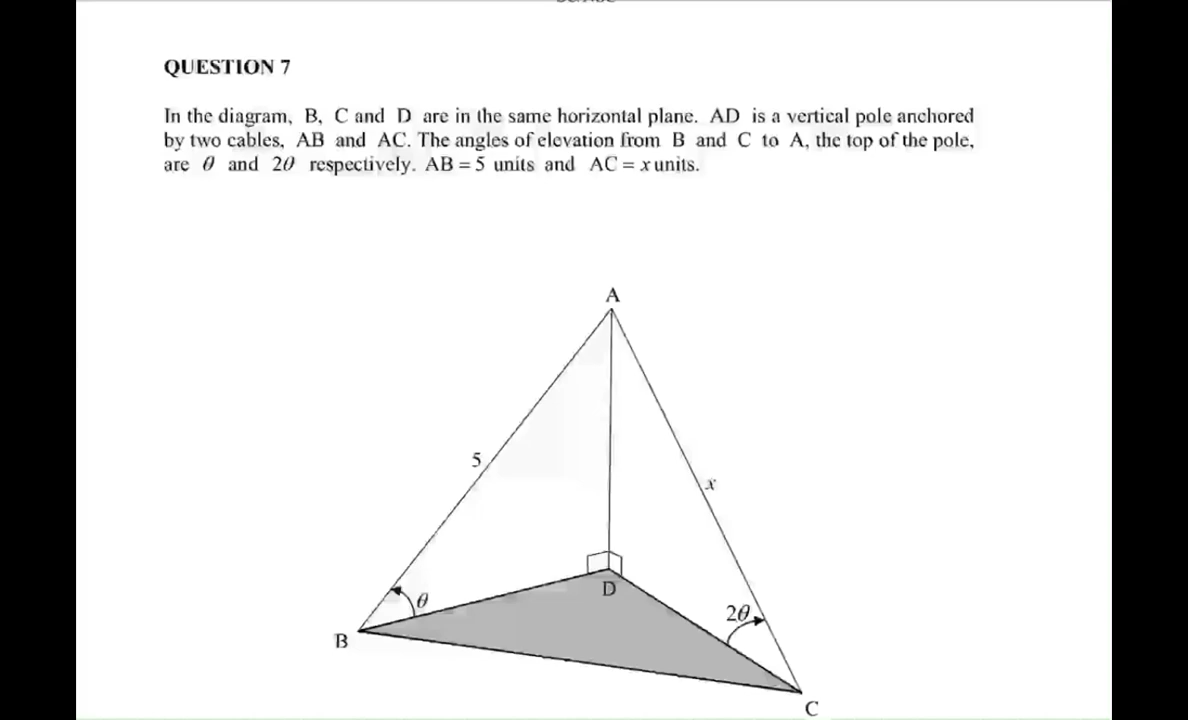 QUESTION 7
In the diagram, B, C and D are in the same horizontal plane. AD is a vertical pole anchored
by two cables, AB and AC. The angles of elevation from B and C to A, the top of the pole,
are θ and 2θ respectively. AB = 5 units and AC = x units.
A
5
x
D
θ
2θ
B
C